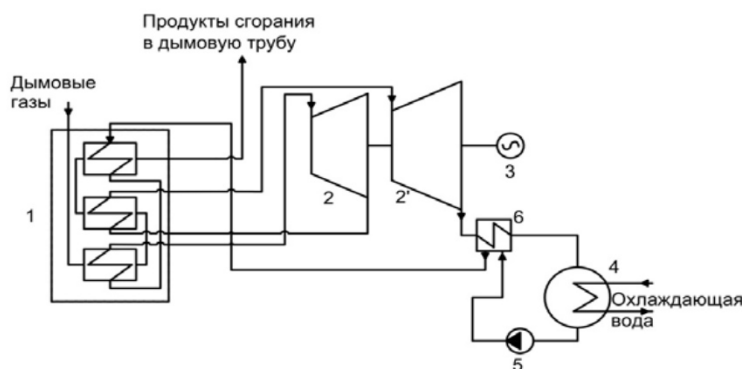 Продукты сгорания
в дымовую трубу
Дымовые
газы
1
2
2'
3
6
4
Охлаждающая
вода
5